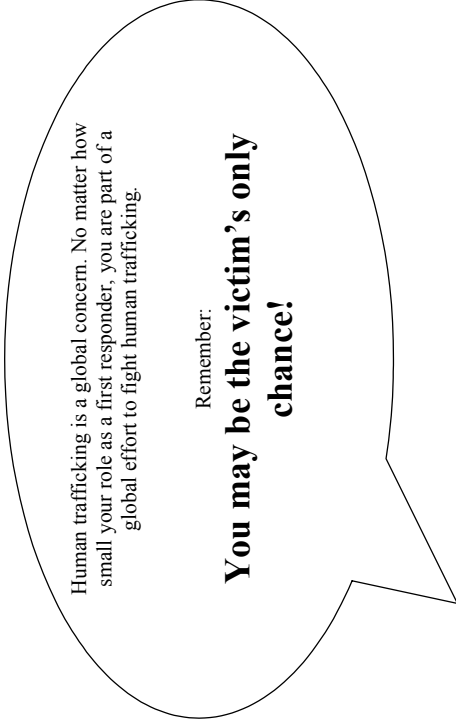 Human trafficking is a global concern. No matter how
small your role as a first responder, you are part of a
global effort to fight human trafficking.
Remember:
You may be the victim’s only
chance!